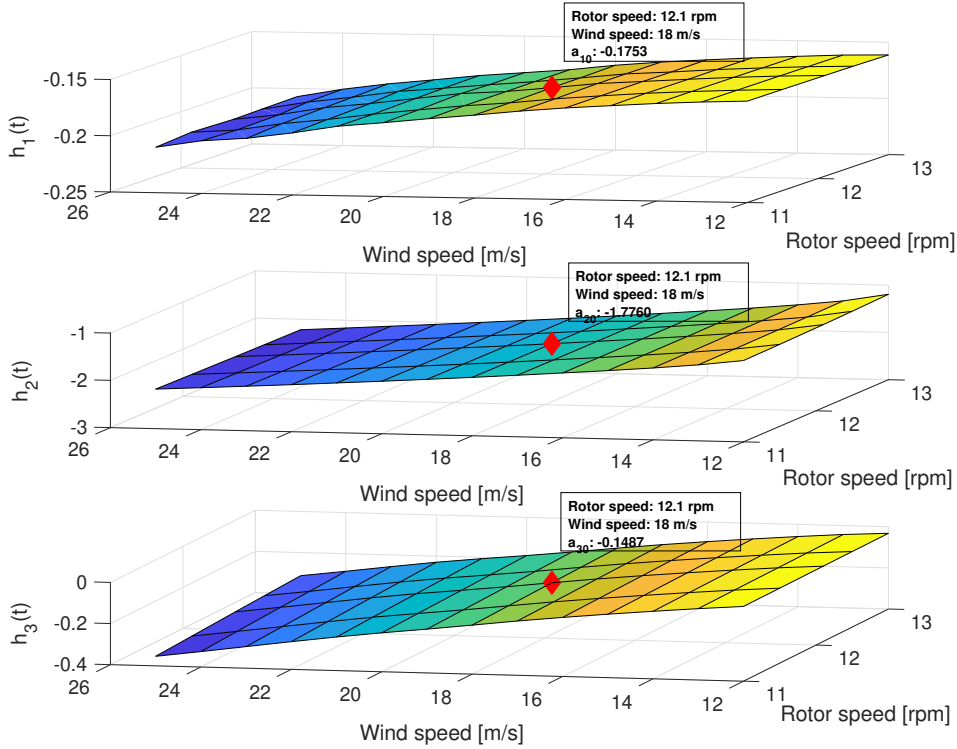 Rotor speed: 12.1 rpm
Wind speed: 18 m/s
a10: -0.1753
-0.15
-0.2
-0.25
h1(t)
26
24
22
20
18
16
14
12
11
12
13
Wind speed [m/s]
Rotor speed [rpm]
Rotor speed: 12.1 rpm
Wind speed: 18 m/s
a20: -1.7760
-1
-2
-3
h2(t)
26
24
22
20
18
16
14
12
11
12
13
Wind speed [m/s]
Rotor speed [rpm]
Rotor speed: 12.1 rpm
Wind speed: 18 m/s
a30: -0.1487
0
-0.2
-0.4
h3(t)
26
24
22
20
18
16
14
12
11
12
13
Wind speed [m/s]
Rotor speed [rpm]